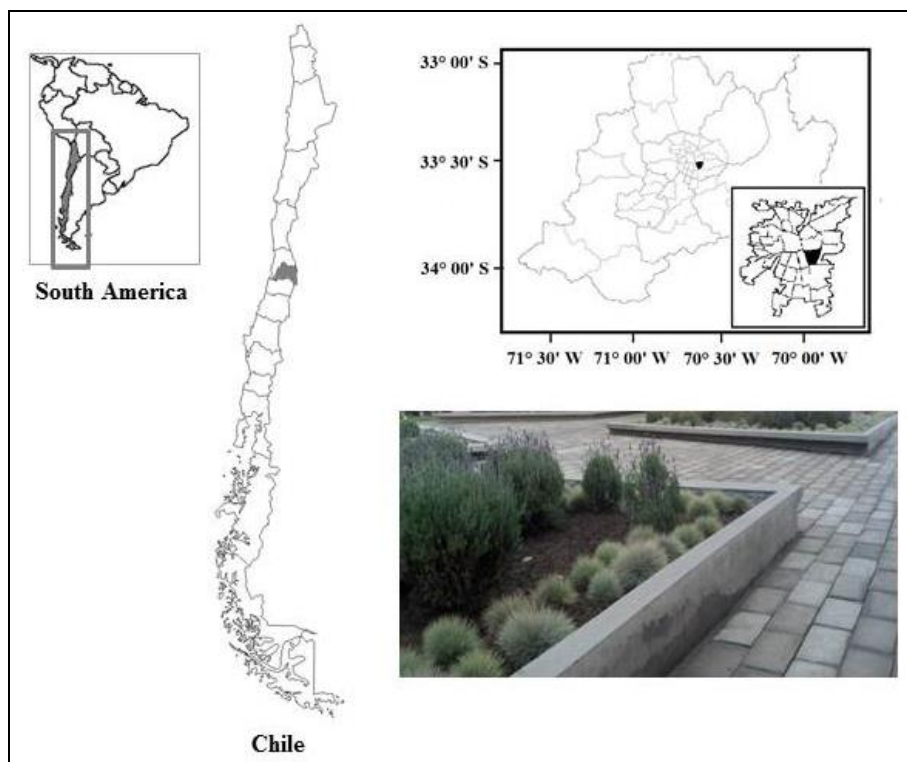 South America
Chile
33° 00' S
33° 30' S
34° 00' S
71° 30' W 71° 00' W 70° 30' W 70° 00' W